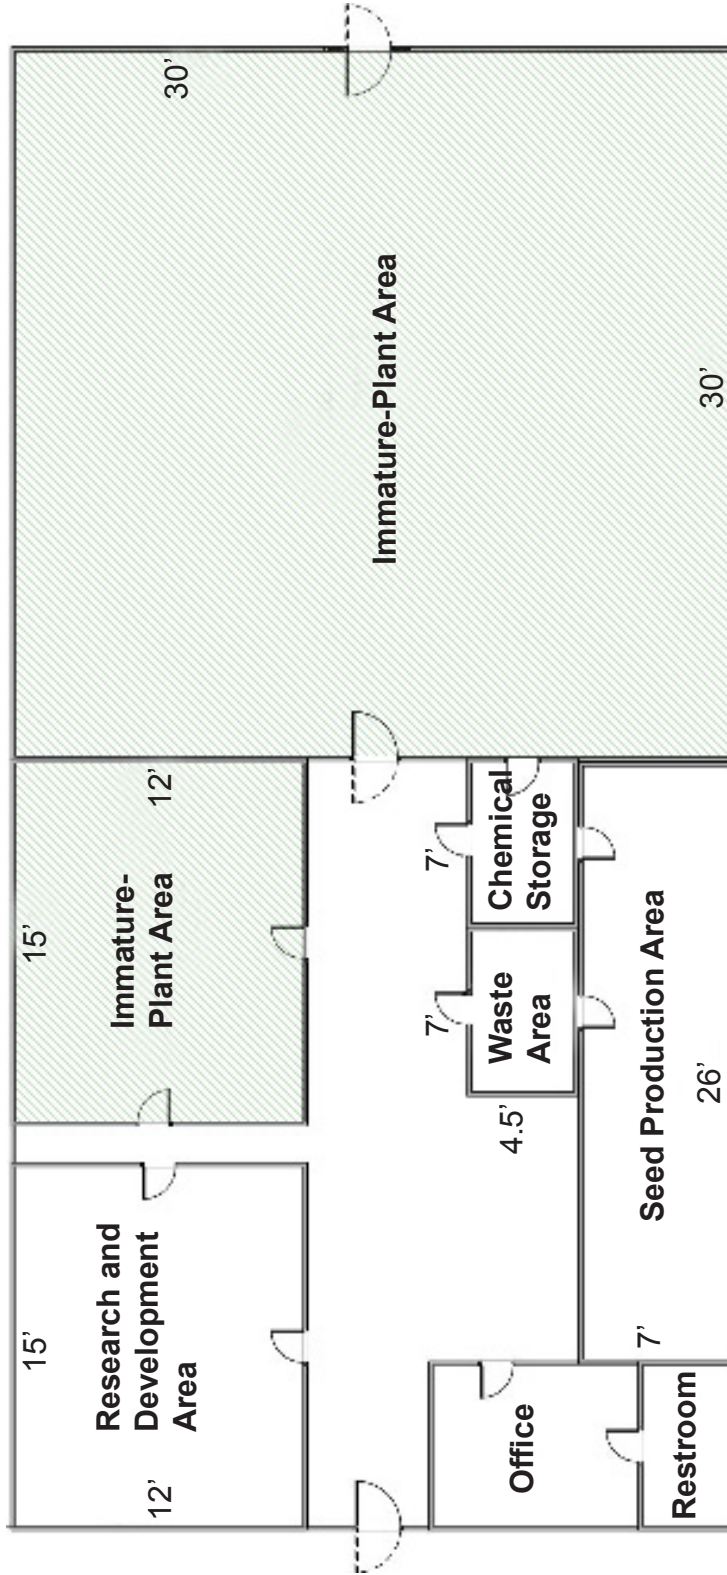 15’
15’
Research and
Development
Area
Immature-
Plant Area
12’
12’
30’
Immature-Plant Area
7’
7’
Office
4.5’
Waste
Area
Chemical
Storage
7’
Seed Production Area
Restroom
26’
30’